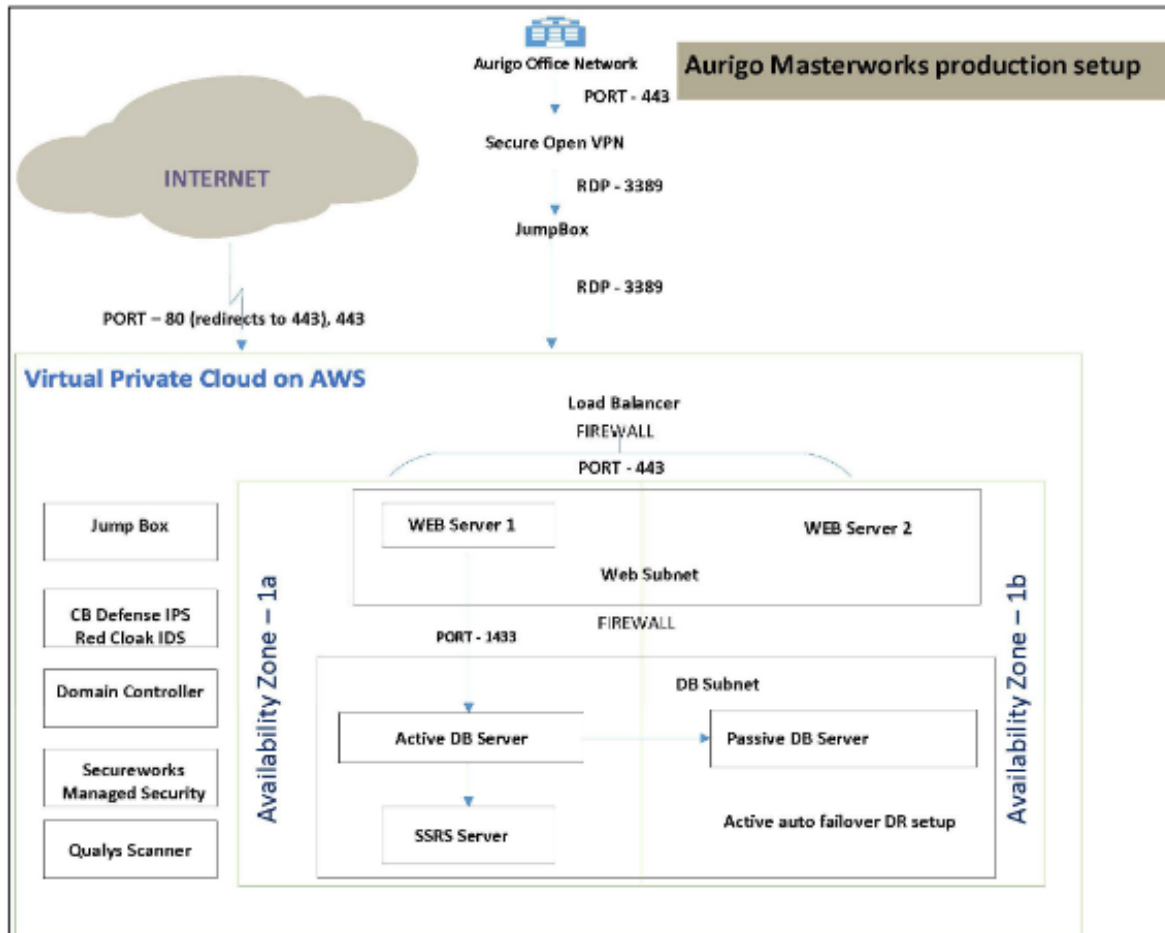 Aurigo Office Network
Aurigo Masterworks production setup
PORT - 443
Secure Open VPN
INTERNET
RDP - 3389
JumpBox
RDP - 3389
PORT – 80 (redirects to 443), 443
Virtual Private Cloud on AWS
Load Balancer
FIREWALL
PORT - 443
Jump Box
CB Defense IPS
Red Cloak IDS
Domain Controller
Secureworks
Managed Security
Qualys Scanner
Availability Zone – 1a
WEB Server 1
WEB Server 2
Web Subnet
FIREWALL
PORT - 1433
DB Subnet
Active DB Server
Passive DB Server
SSRS Server
Active auto failover DR setup
Availability Zone – 1b